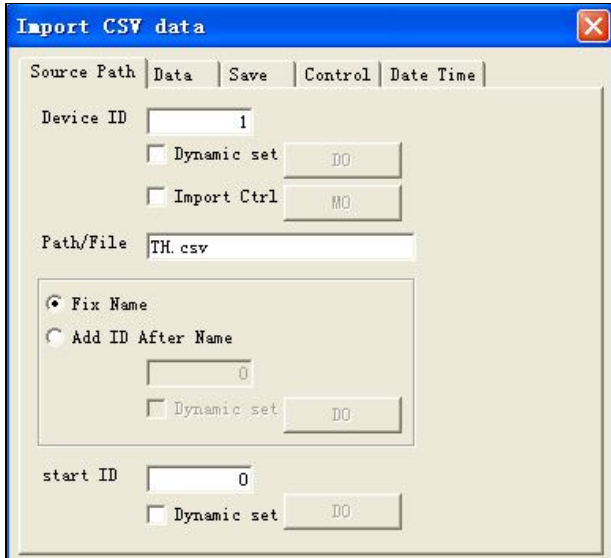 Import CSV data
Source Path Data Save Control Date Time
Device ID 1
Dynamic set D0
Import Ctrl M0
Path/File TH.csv
Fix Name
Add ID After Name
0
Dynamic set D0
start ID 0
Dynamic set D0